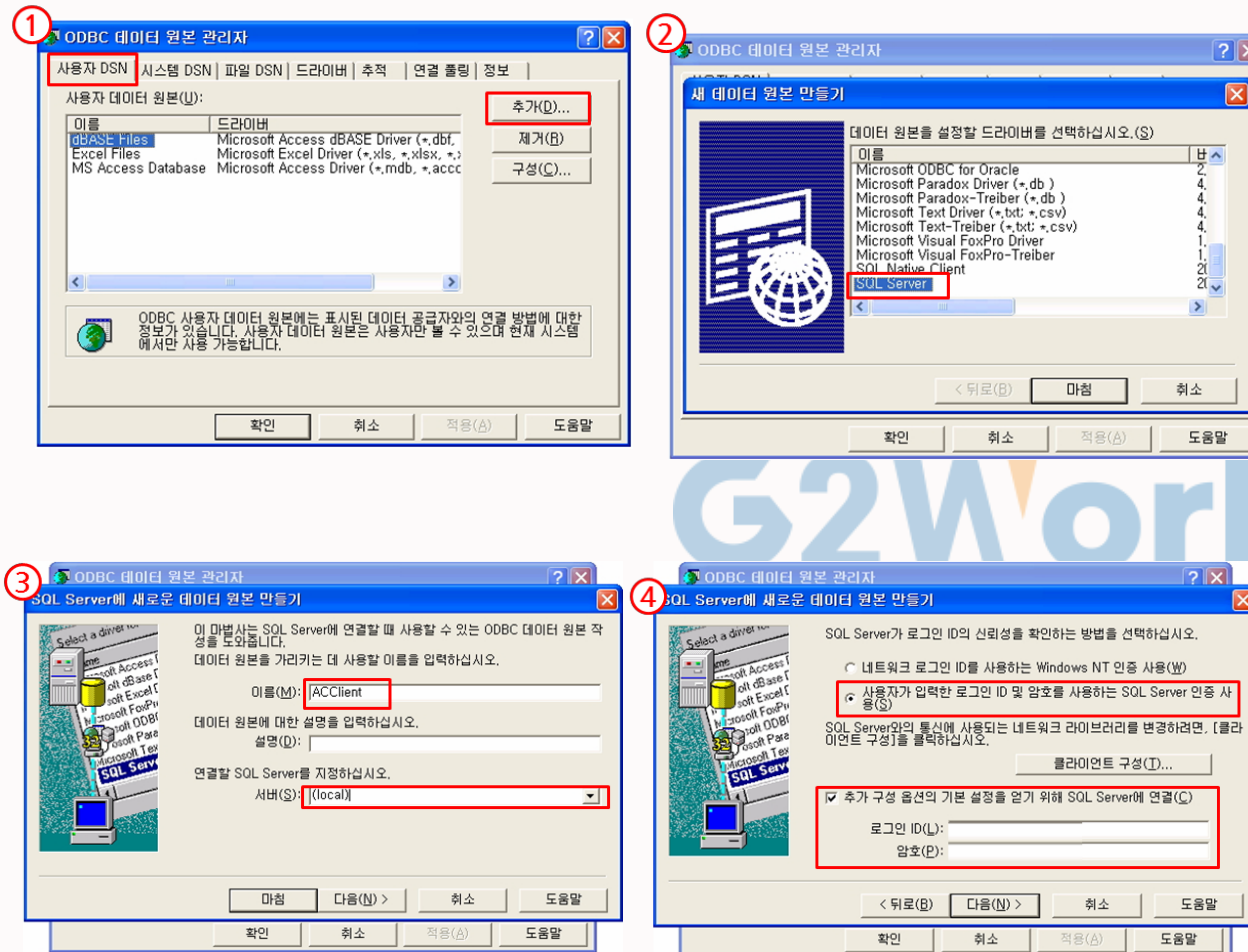 1
ODBC 데이터 원본 관리자
사용자 DSN 시스템 DSN 파일 DSN 드라이버 추적 연결 풀링 정보
사용자 데이터 원본(U):
이름 드라이버
dBASE Files Microsoft Access dBASE Driver (*.dbf,
Excel Files Microsoft Excel Driver (*.xls, *.xlsx, *.x
MS Access Database Microsoft Access Driver (*.mdb, *.accc
추가(D)...
제거(R)
구성(C)...
ODBC 사용자 데이터 원본에는 표시된 데이터 공급자와의 연결 방법에 대한
정보가 있습니다. 사용자 데이터 원본은 사용자만 볼 수 있으며 현재 시스템
에서만 사용 가능합니다.
확인 취소 적용(A) 도움말
2
ODBC 데이터 원본 관리자
새 데이터 원본 만들기
데이터 원본을 설정할 드라이버를 선택하십시오.(S)
이름
Microsoft ODBC for Oracle 2.
Microsoft Paradox Driver (*.db ) 4.
Microsoft Paradox-Treiber (*.db ) 4.
Microsoft Text Driver (*.txt; *.csv) 4.
Microsoft Text-Treiber (*.txt; *.csv) 4.
Microsoft Visual FoxPro Driver 1.
Microsoft Visual FoxPro-Treiber 1.
SQL Native Client 20
SQL Server 20
< 뒤로(B) 마침 취소
확인 취소 적용(A) 도움말
G2Wor
3
ODBC 데이터 원본 관리자
SQL Server에 새로운 데이터 원본 만들기
Select a driver
이 마법사는 SQL Server에 연결할 때 사용할 수 있는 ODBC 데이터 원본 작
성을 도와줍니다.
데이터 원본을 가리키는 데 사용할 이름을 입력하십시오.
이름(M): ACClient
데이터 원본에 대한 설명을 입력하십시오.
설명(D):
연결할 SQL Server를 지정하십시오.
서버(S): (local)
마침 다음(N) > 취소 도움말
확인 취소 적용(A) 도움말
4
ODBC 데이터 원본 관리자
SQL Server에 새로운 데이터 원본 만들기
Select a driver
SQL Server가 로그인 ID의 신뢰성을 확인하는 방법을 선택하십시오.
네트워크 로그인 ID를 사용하는 Windows NT 인증 사용(W)
사용자가 입력한 로그인 ID 및 암호를 사용하는 SQL Server 인증 사
용(S)
SQL Server와의 통신에 사용되는 네트워크 라이브러리를 변경하려면, [클라
이언트 구성]을 클릭하십시오.
클라이언트 구성(T)...
추가 구성 옵션의 기본 설정을 얻기 위해 SQL Server에 연결(C)
로그인 ID(L):
암호(P):
< 뒤로(B) 다음(N) > 취소 도움말
확인 취소 적용(A) 도움말